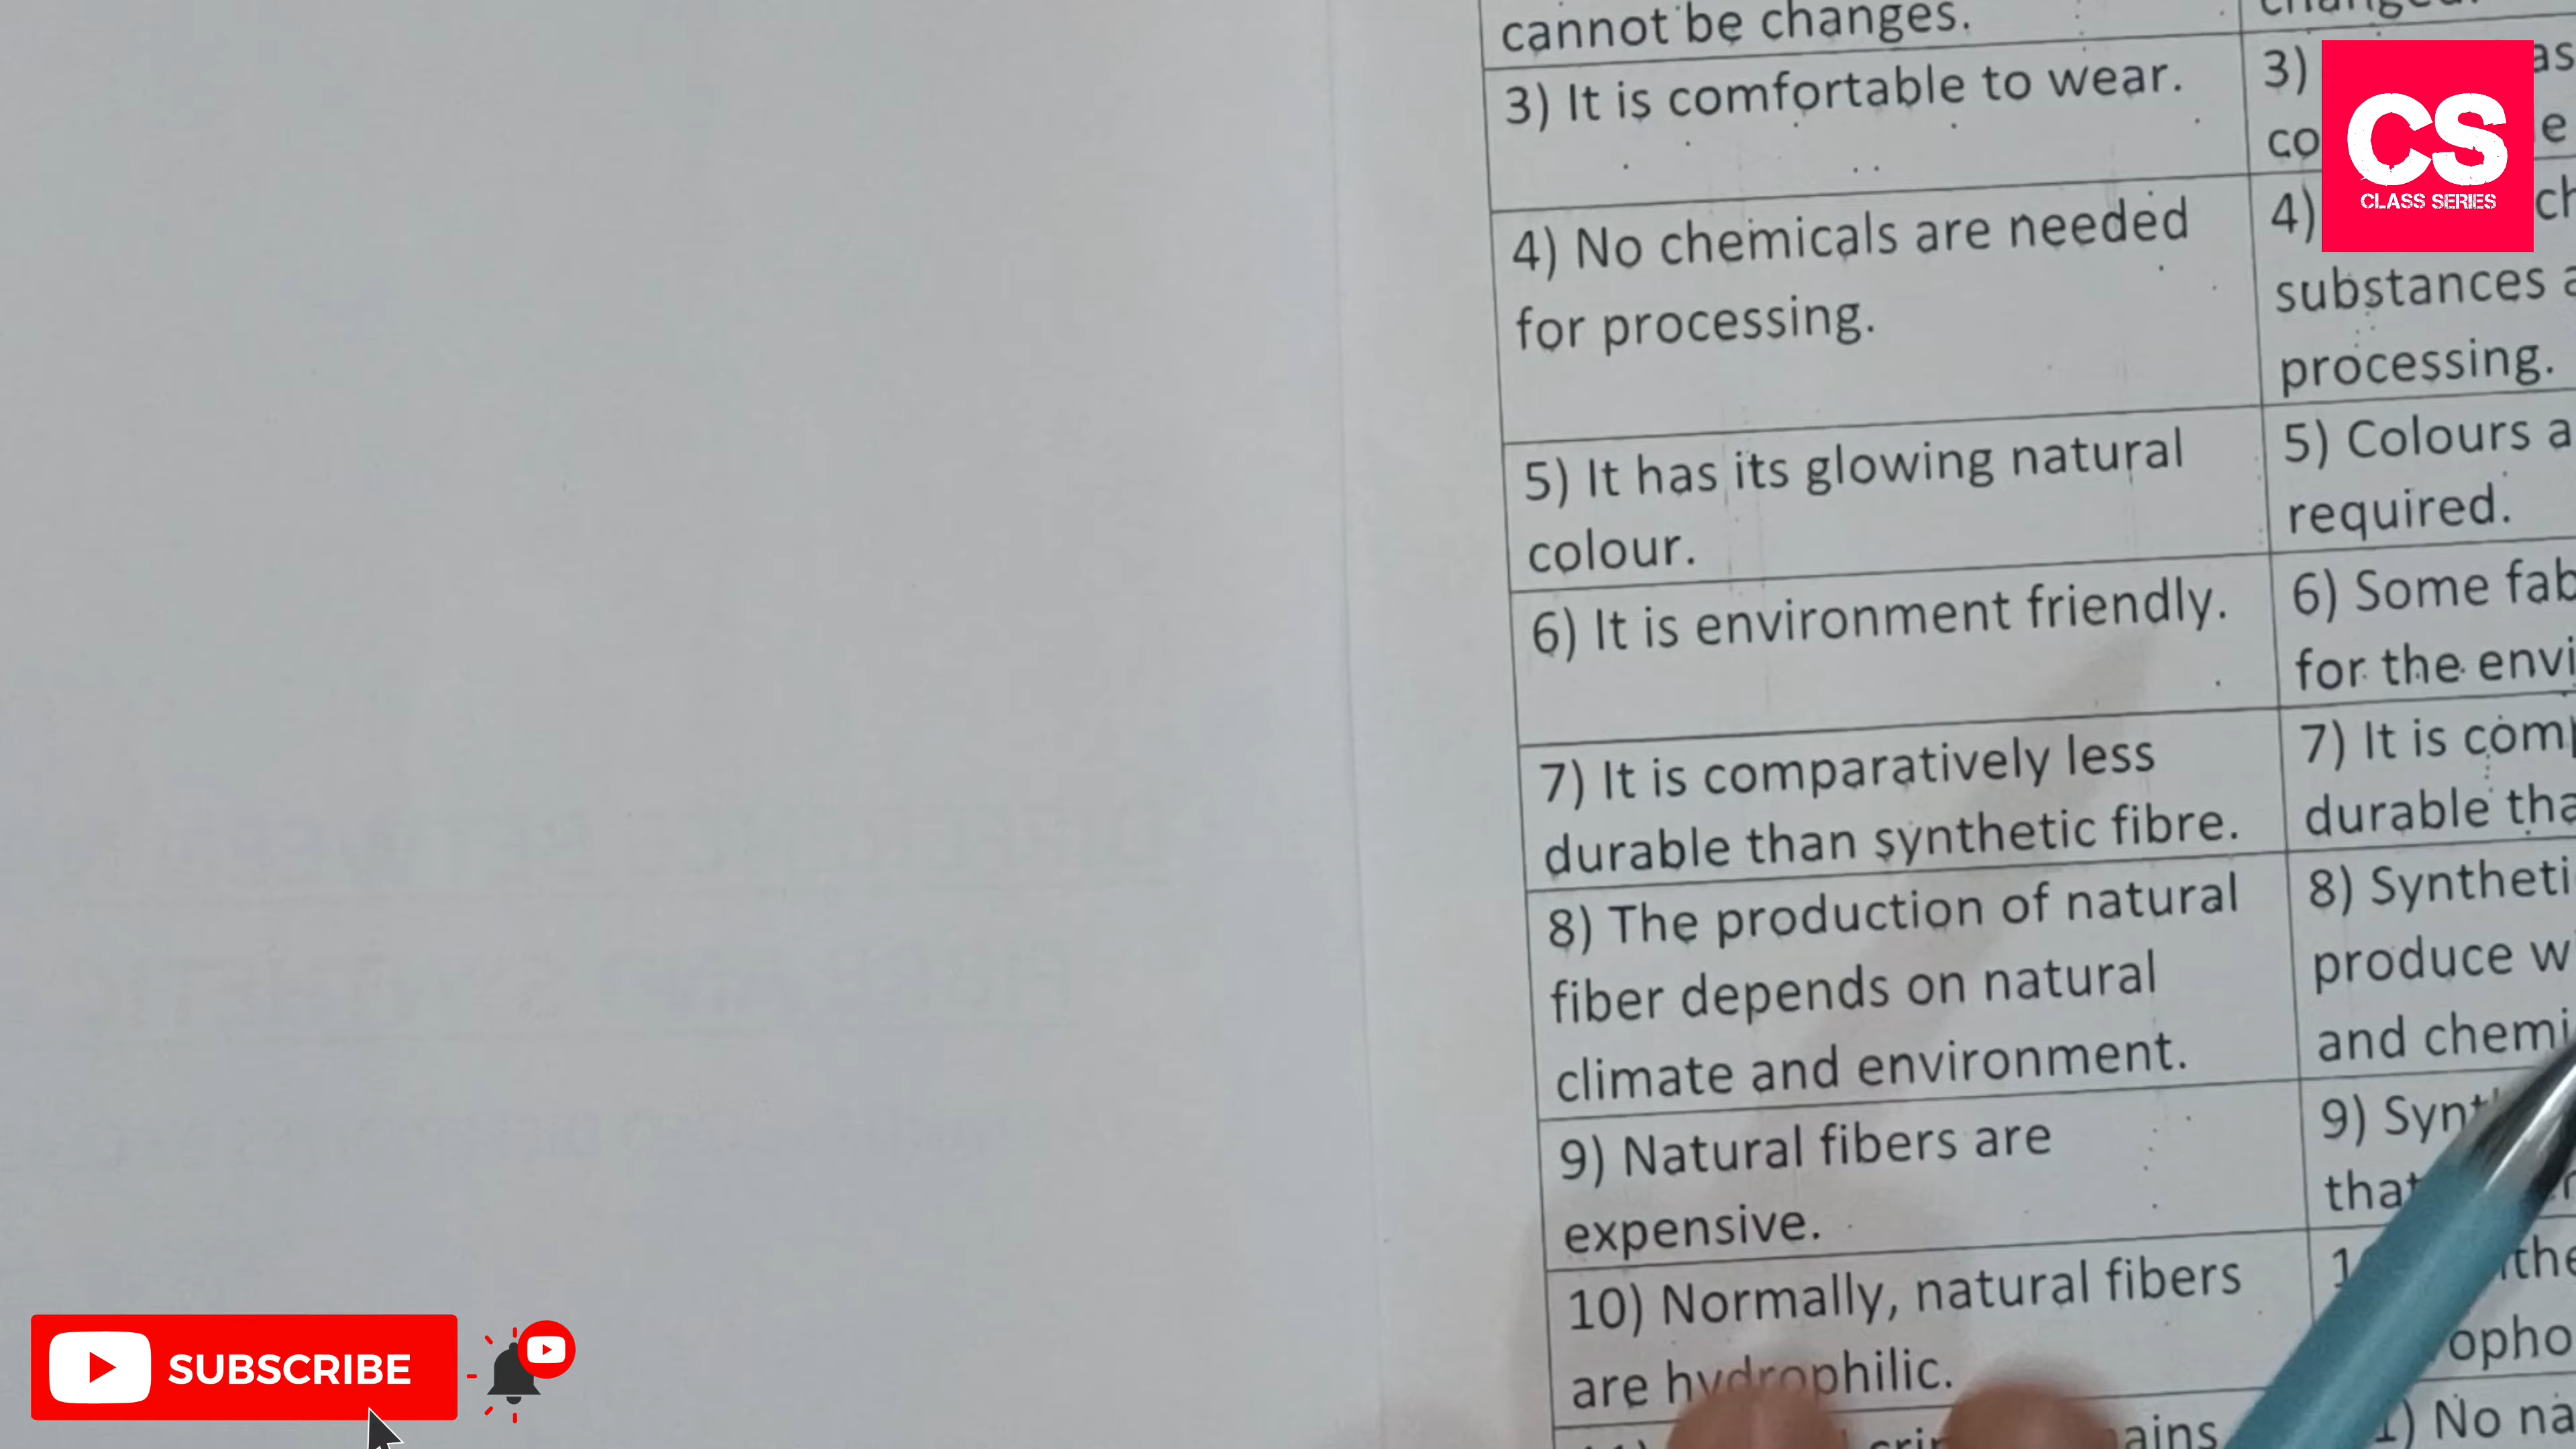 cannot be changes.
3) It is comfortable to wear.
4) No chemicals are needed
for processing.
5) It has its glowing natural
colour.
6) It is environment friendly.
7) It is comparatively less
durable than synthetic fibre.
8) The production of natural
fiber depends on natural
climate and environment.
9) Natural fibers are
expensive.
10) Normally, natural fibers
are hydrophilic.
3)
4)
substances
processing.
5) Colours
required.
6) Some
for the
7) It is
durable
8)
produce
and
9)
that
No
CS
CLASS SERIES
SUBSCRIBE